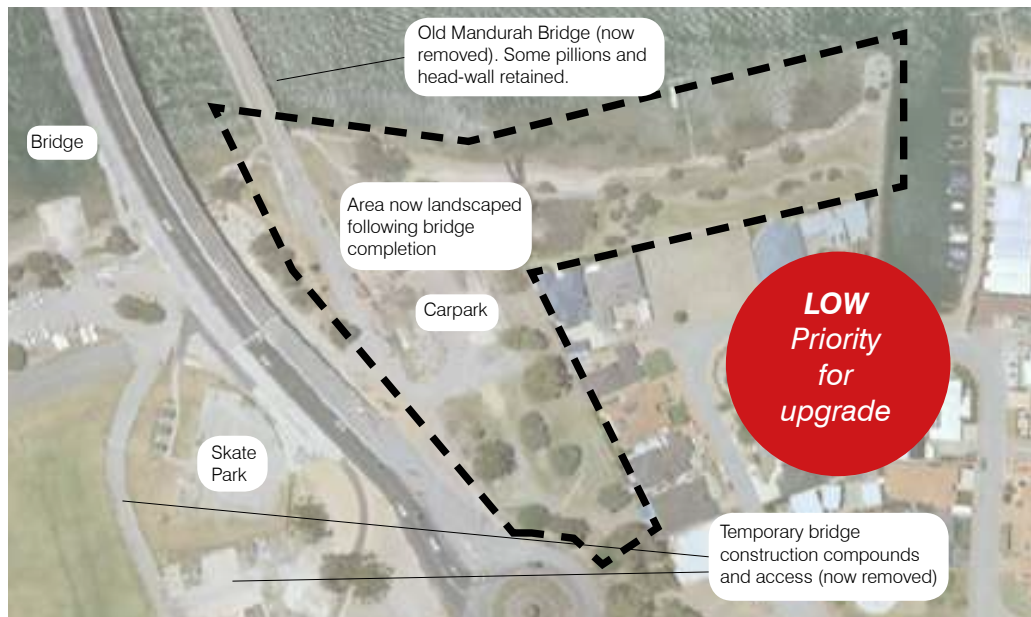 Old Mandurah Bridge (now
removed). Some pillions and
head-wall retained.
Bridge
Area now landscaped
following bridge
completion
Carpark
LOW
Priority
for
upgrade
Skate
Park
Temporary bridge
construction compounds
and access (now removed)